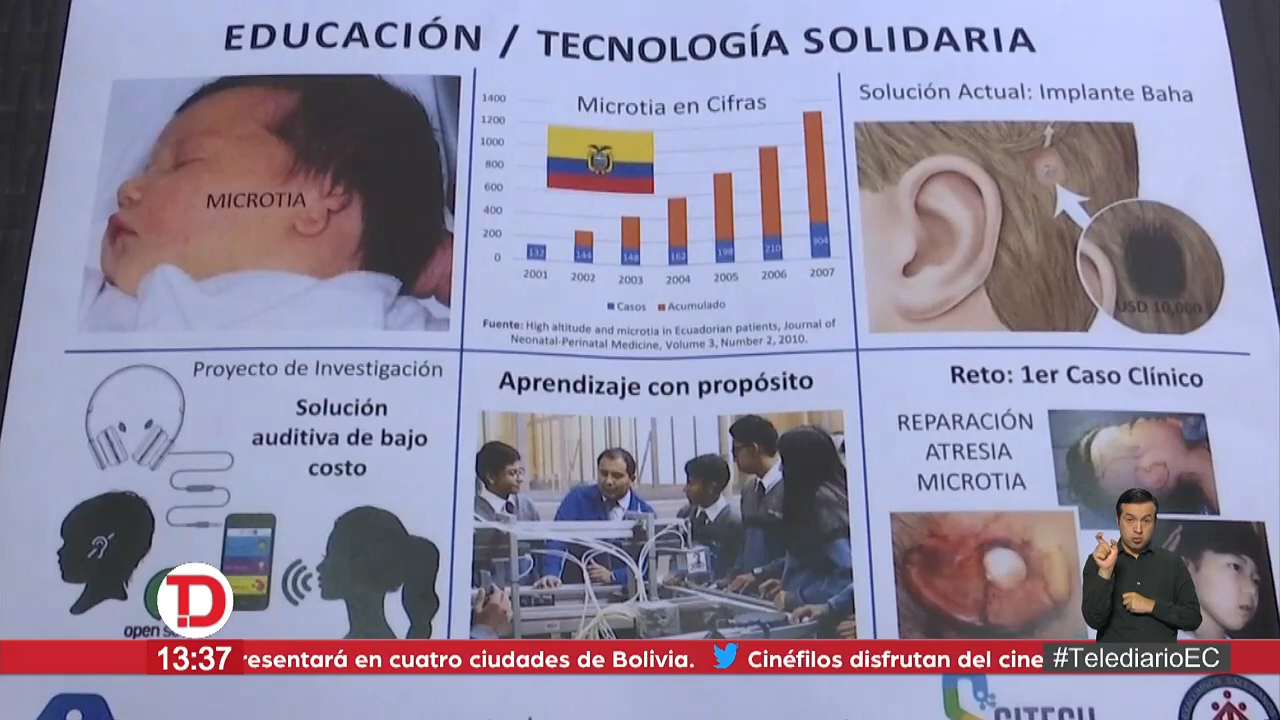 EDUCACIÓN / TECNOLOGÍA SOLIDARIA
MICROTIA
Microtia en Cifras
1400
1200
1000
800
600
400
200
0
132
144
148
162
198
210
304
2001
2002
2003
2004
2005
2006
2007
Casos
Acumulado
Fuente: High altitude and microtia in Ecuadorian patients, Journal of
Neonatal-Perinatal Medicine, Volume 3, Number 2, 2010.
Solución Actual: Implante Baha
USD 10,000
Proyecto de Investigación
Solución
auditiva de bajo
costo
open
Aprendizaje con propósito
Reto: 1er Caso Clínico
REPARACIÓN
ATRESIA
MICROTIA
D
13:37
resentará en cuatro ciudades de Bolivia.
Cinéfilos disfrutan del cine
#TelediarioEC